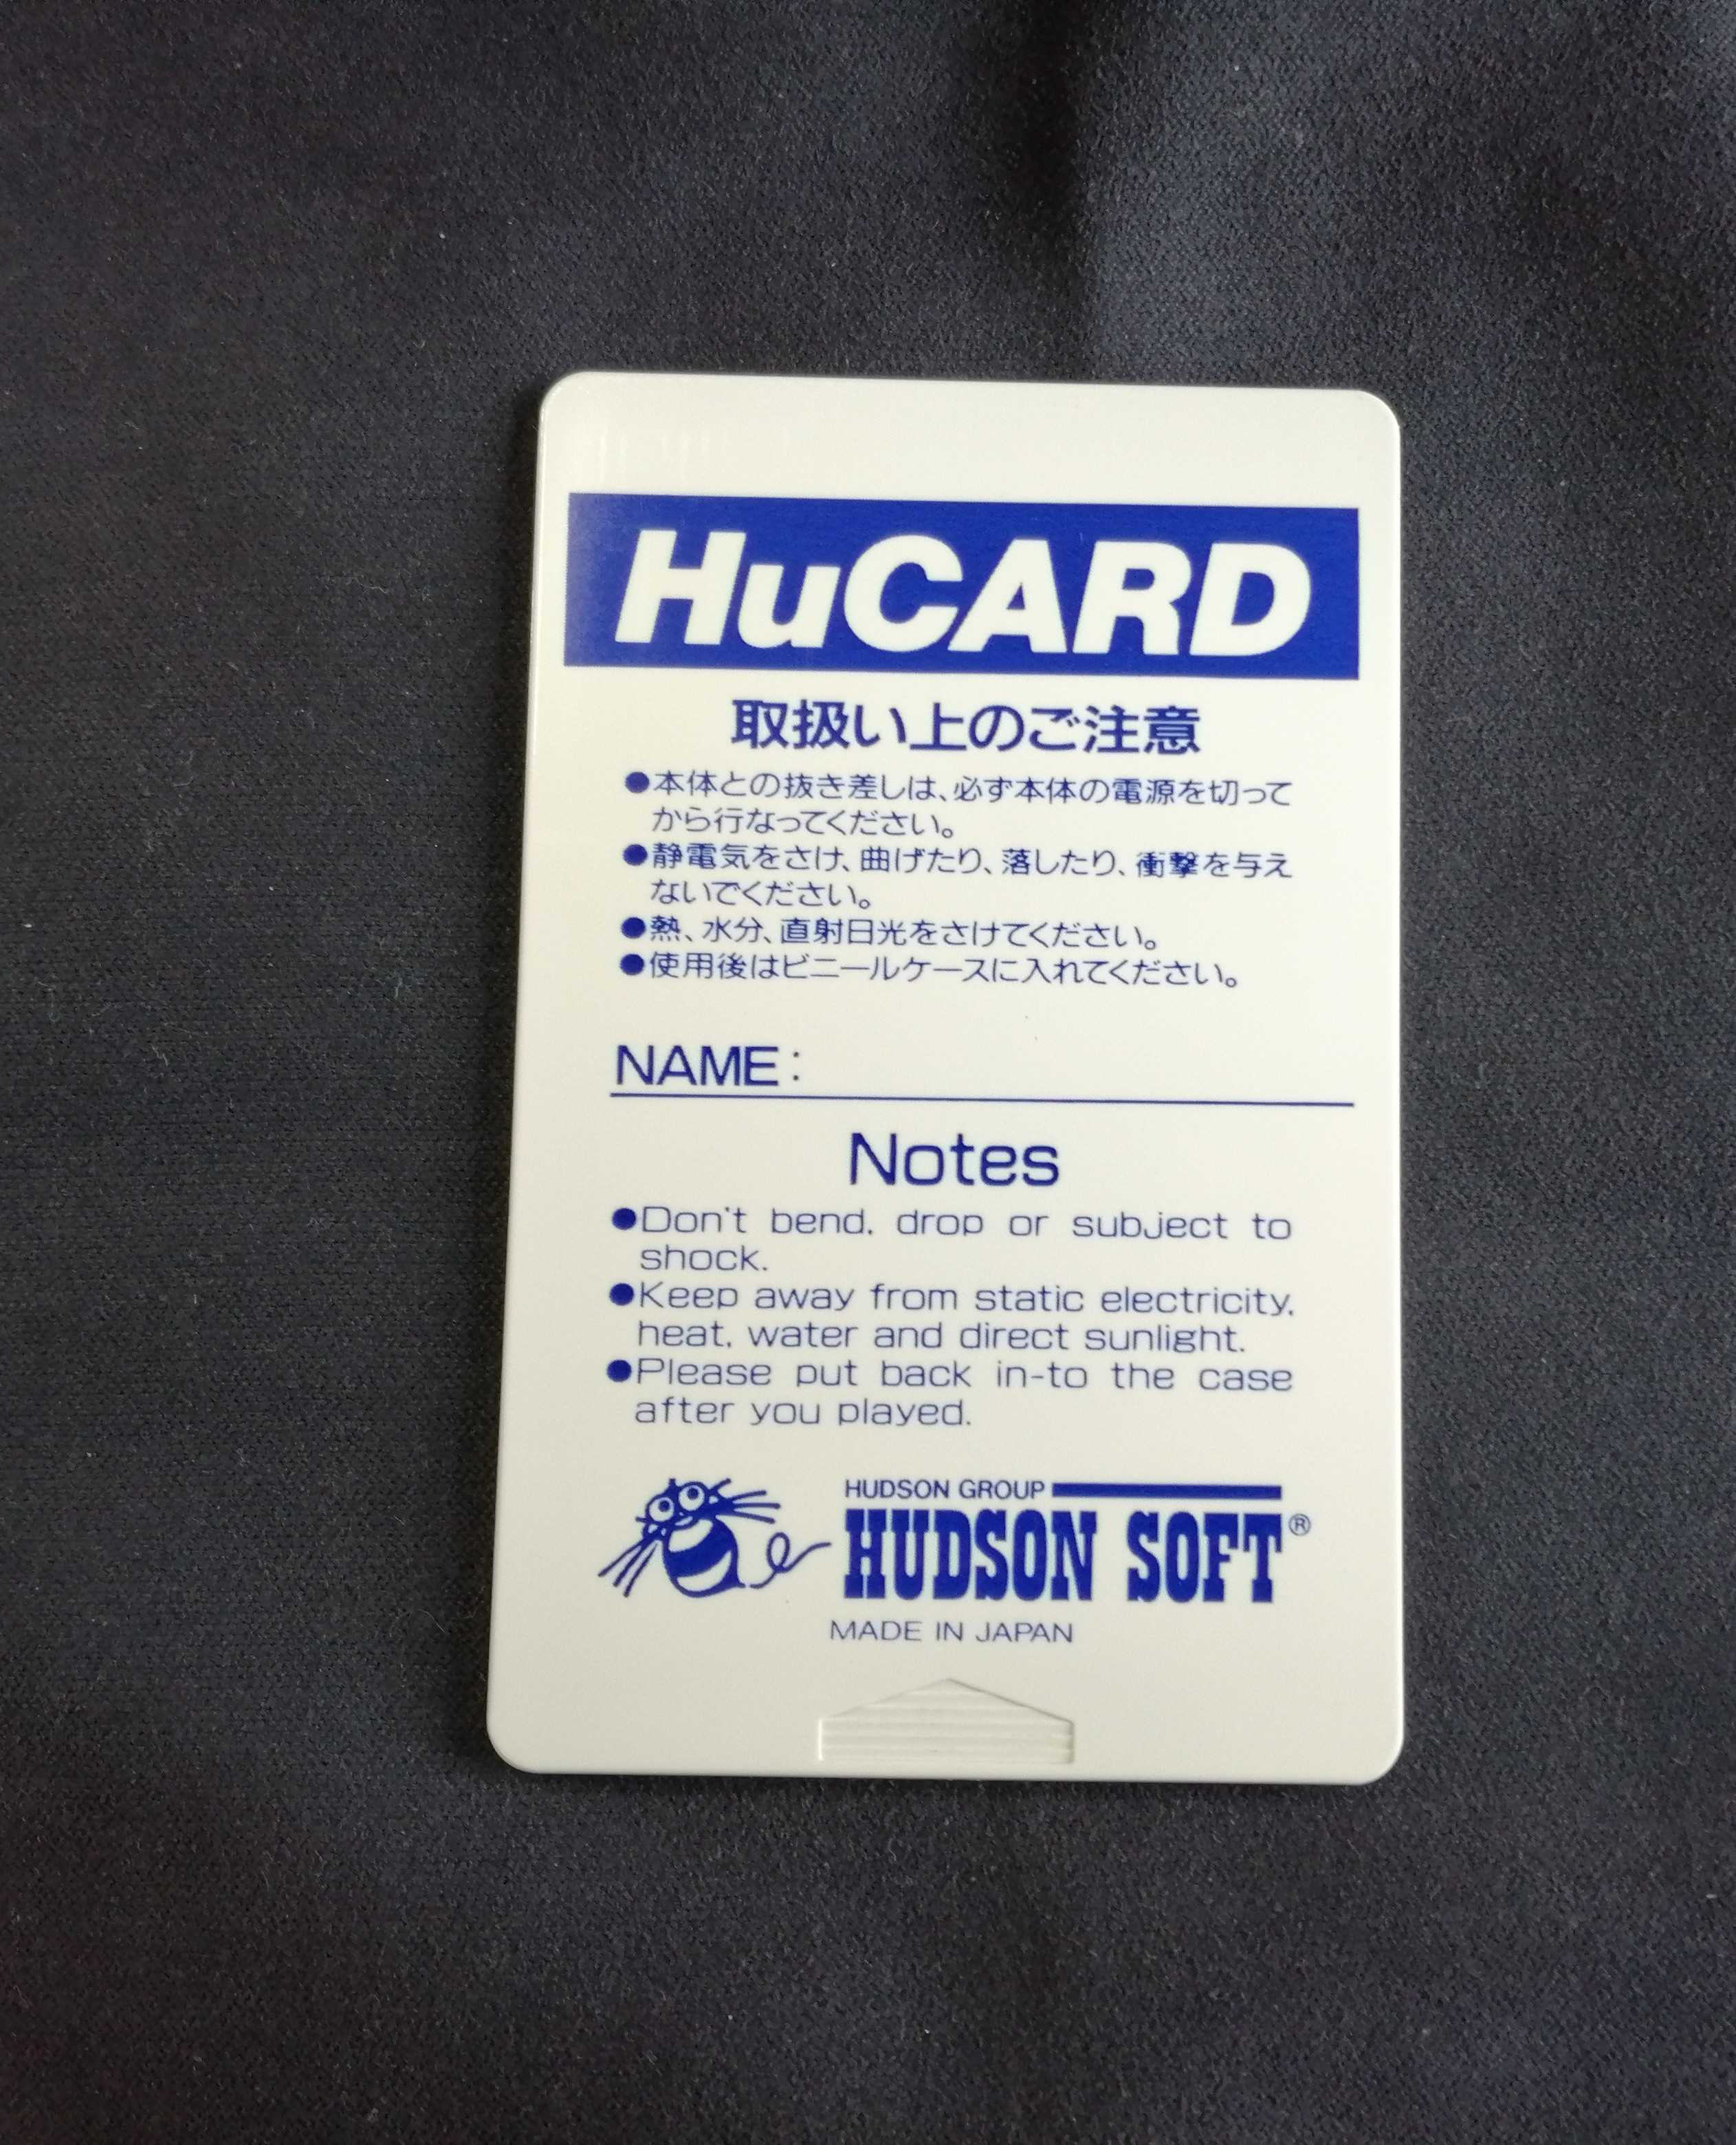 HuCARD
取扱い上のご注意
●本体との抜き差しは、必ず本体の電源を切って
から行なってください。
●静電気をさけ、曲げたり、落したり、衝撃を与え
ないでください。
●熱、水分、直射日光をさけてください。
●使用後はビニールケースに入れてください。
NAME:
Notes
●Don't bend, drop or subject to
shock.
●Keep away from static electricity,
heat, water and direct sunlight.
●Please put back in-to the case
after you played.
HUDSON GROUP
HUDSON SOFT®
MADE IN JAPAN